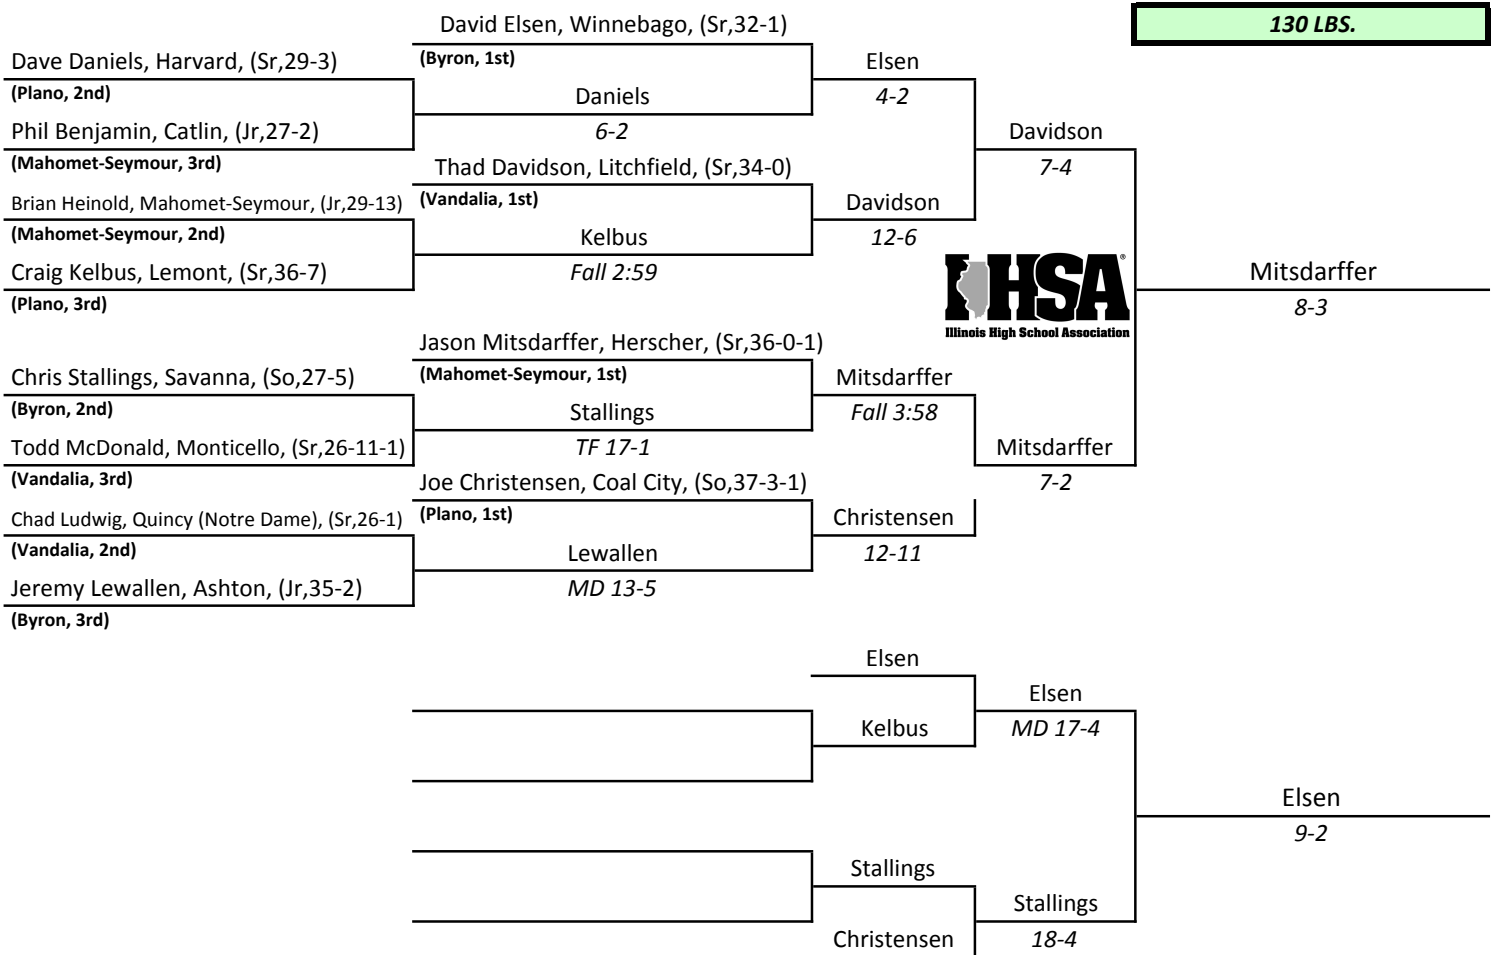 David Elsen, Winnebago, (Sr,32-1)
130 LBS.
Dave Daniels, Harvard, (Sr,29-3)
(Byron, 1st)
Elsen
(Plano, 2nd)
Daniels
4-2
Phil Benjamin, Catlin, (Jr,27-2)
6-2
Davidson
(Mahomet-Seymour, 3rd)
Thad Davidson, Litchfield, (Sr,34-0)
7-4
Brian Heinold, Mahomet-Seymour, (Jr,29-13)
(Vandalia, 1st)
Davidson
(Mahomet-Seymour, 2nd)
Kelbus
12-6
Craig Kelbus, Lemont, (Sr,36-7)
Fall 2:59
IHSA®
Mitsdarffer
(Plano, 3rd)
8-3
Illinois High School Association
Jason Mitsdarffer, Herscher, (Sr,36-0-1)
Chris Stallings, Savanna, (So,27-5)
(Mahomet-Seymour, 1st)
Mitsdarffer
(Byron, 2nd)
Stallings
Fall 3:58
Todd McDonald, Monticello, (Sr,26-11-1)
TF 17-1
Mitsdarffer
(Vandalia, 3rd)
Joe Christensen, Coal City, (So,37-3-1)
7-2
Chad Ludwig, Quincy (Notre Dame), (Sr,26-1)
(Plano, 1st)
Christensen
(Vandalia, 2nd)
Lewallen
12-11
Jeremy Lewallen, Ashton, (Jr,35-2)
MD 13-5
(Byron, 3rd)
Elsen
Elsen
Kelbus
MD 17-4
Elsen
9-2
Stallings
Stallings
Christensen
18-4